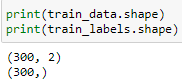 print(train_data.shape)
print(train_labels.shape)
(300, 2)
(300,)